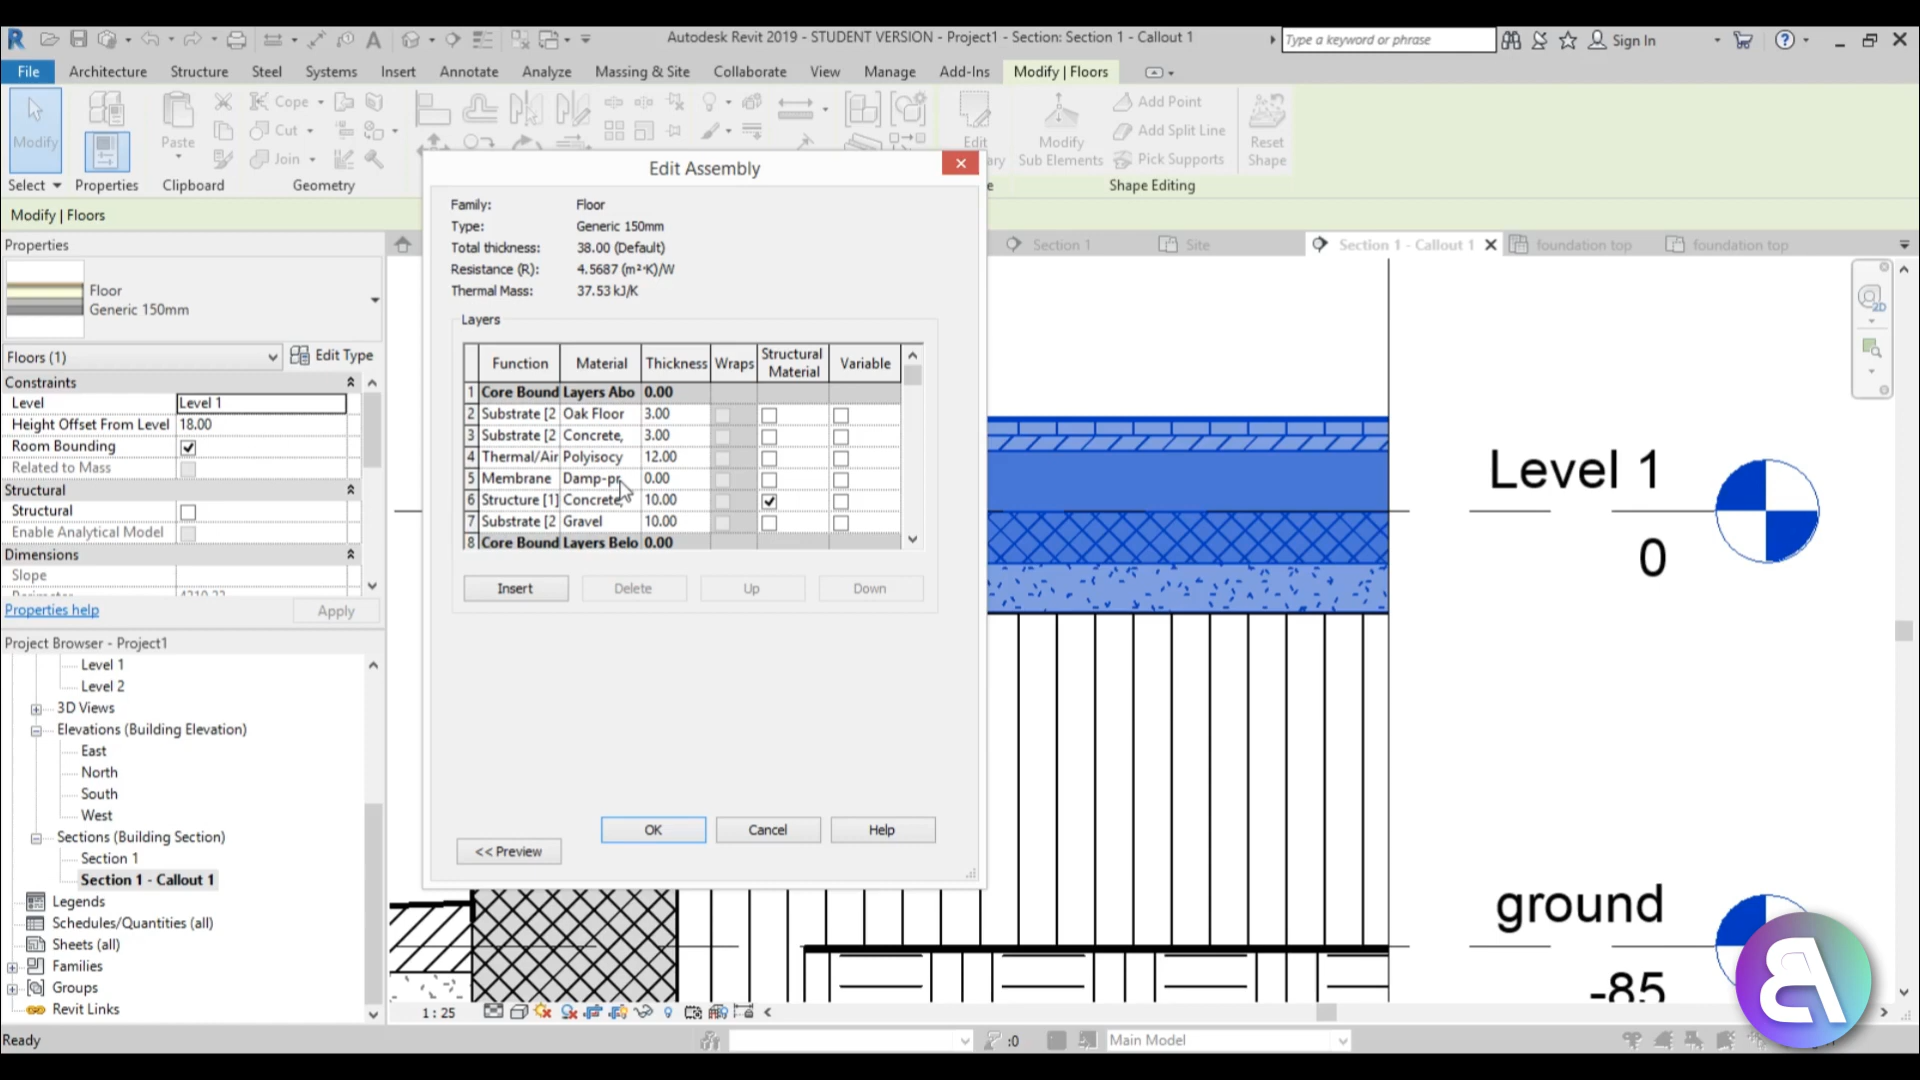 Autodesk Revit 2019 - STUDENT VERSION - Project1 - Section: Section 1 - Callout 1
Type a keyword or phrase
Sign In
File Architecture Structure Steel Systems Insert Annotate Analyze Massing & Site Collaborate View Manage Add-Ins Modify | Floors
Modify
Paste
Cope
Cut
Join
Edit
Modify
Sub Elements
Add Point
Add Split Line
Pick Supports
Reset
Shape
Select Properties Clipboard Geometry Shape Editing
Modify | Floors
Properties
Floor
Generic 150mm
Floors (1)
Edit Type
Constraints
Level Level 1
Height Offset From Level 18.00
Room Bounding
Related to Mass
Structural
Structural
Enable Analytical Model
Dimensions
Slope
Properties help
Apply
Project Browser - Project1
Level 1
Level 2
3D Views
Elevations (Building Elevation)
East
North
South
West
Sections (Building Section)
Section 1
Section 1 - Callout 1
Legends
Schedules/Quantities (all)
Sheets (all)
Families
Groups
Revit Links
Ready
Edit Assembly
Family: Floor
Type: Generic 150mm
Total thickness: 38.00 (Default)
Resistance (R): 4.5687 (m²·K)/W
Thermal Mass: 37.53 kJ/K
Layers
Function Material Thickness Wraps Structural Material Variable
1 Core Bound Layers Abo 0.00
2 Substrate [2 Oak Floor 3.00
3 Substrate [2 Concrete, 3.00
4 Thermal/Air Polyisocy 12.00
5 Membrane Damp-pr 0.00
6 Structure [1] Concrete, 10.00
7 Substrate [2 Gravel 10.00
8 Core Bound Layers Belo 0.00
Insert Delete Up Down
OK Cancel Help
<< Preview
Section 1 Site Section 1 - Callout 1 foundation top foundation top
2D
Level 1
0
ground
-85
1 : 25
:0
Main Model